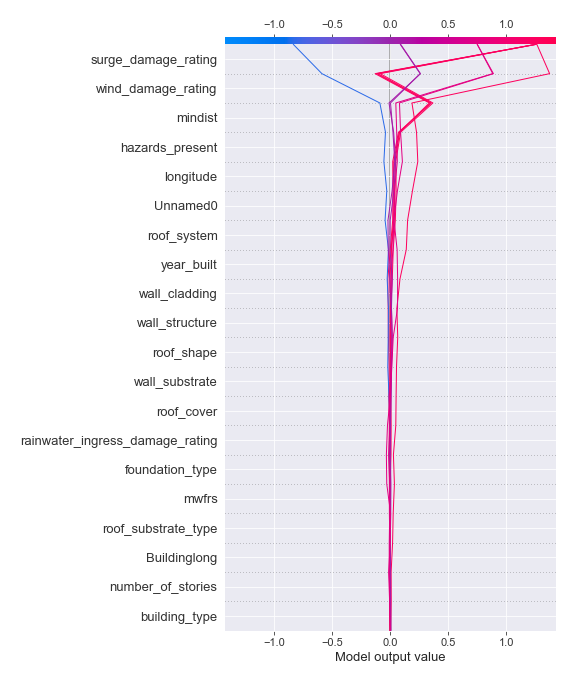 −1.0 −0.5 0.0 0.5 1.0
surge_damage_rating
wind_damage_rating
mindist
hazards_present
longitude
Unnamed0
roof_system
year_built
wall_cladding
wall_structure
roof_shape
wall_substrate
roof_cover
rainwater_ingress_damage_rating
foundation_type
mwfrs
roof_substrate_type
Buildinglong
number_of_stories
building_type
−1.0 −0.5 0.0 0.5 1.0
Model output value